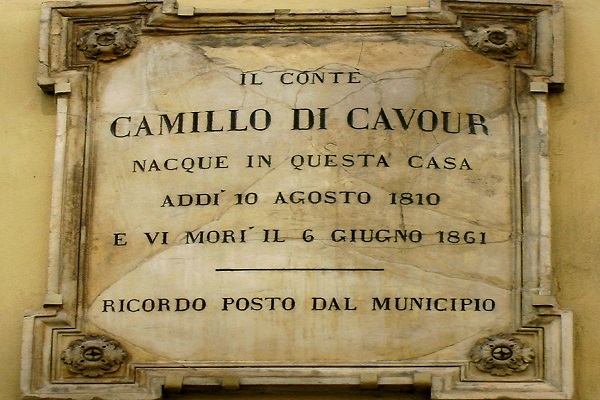 IL CONTE
CAMILLO DI CAVOUR
NACQUE IN QUESTA CASA
ADDI' 10 AGOSTO 1810
E VI MORI' IL 6 GIUGNO 1861
RICORDO POSTO DAL MUNICIPIO